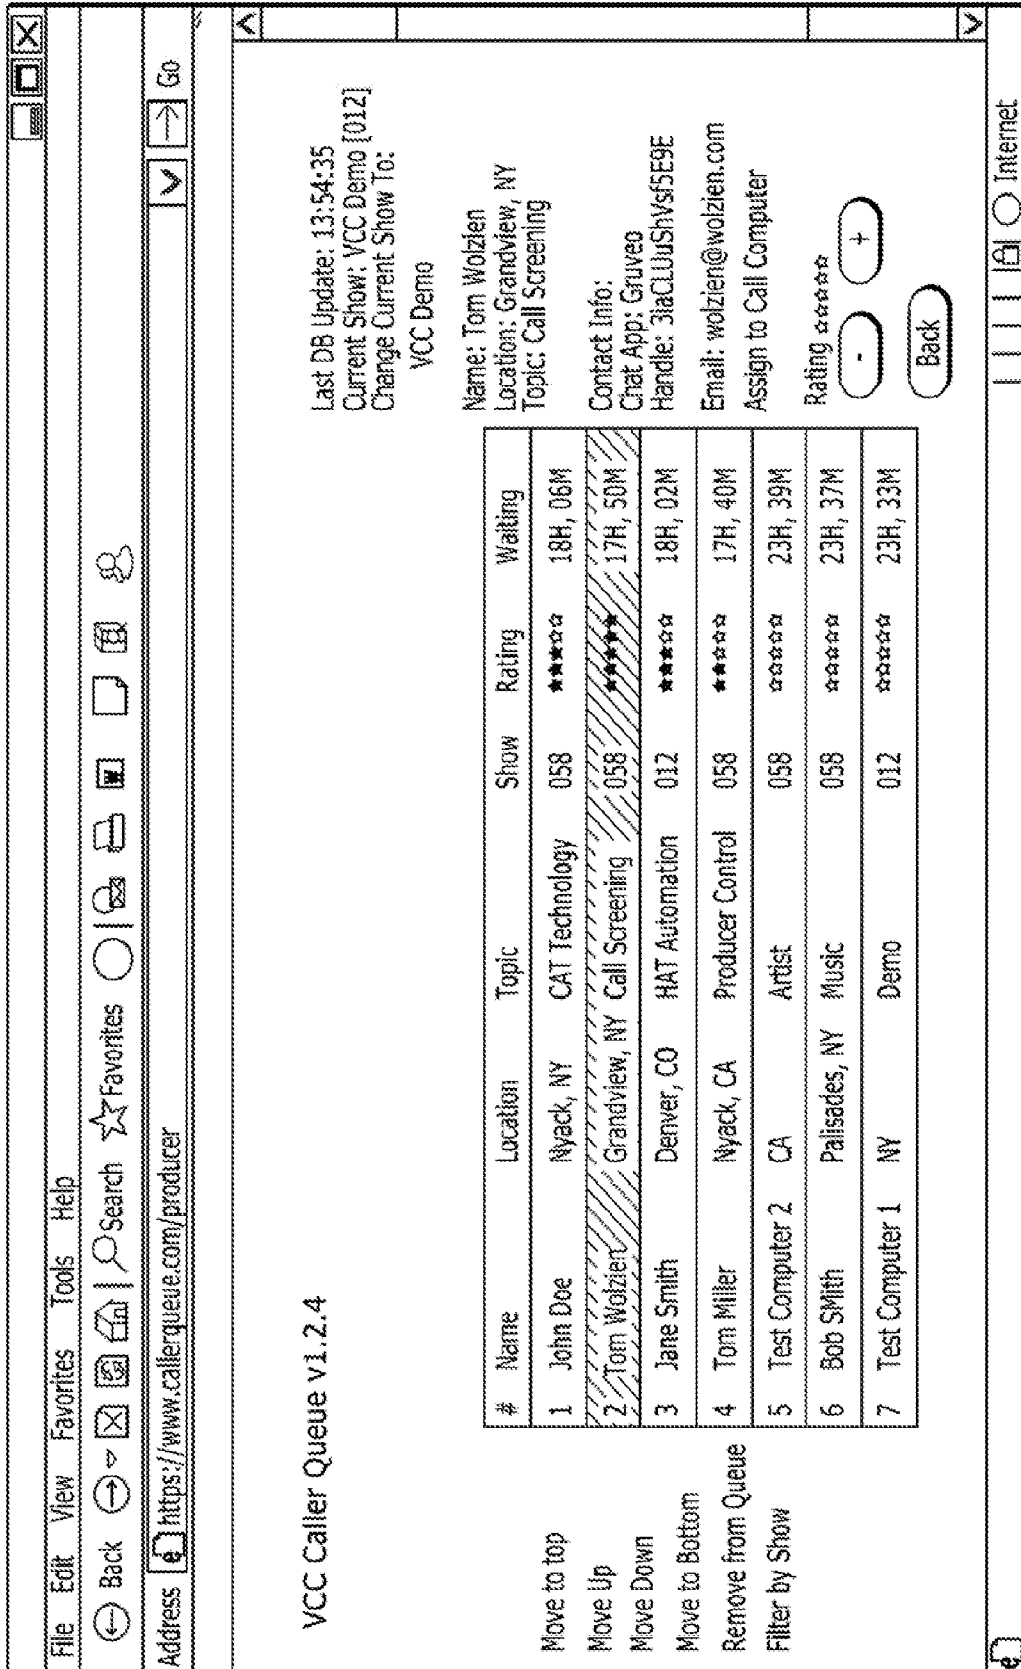 File Edit View Favorites Tools Help
Back Search Favorites
Address https://www.callerqueue.com/producer Go
VCC Caller Queue v1.2.4
Last DB Update: 13:54:35
Current Show: VCC Demo [012]
Change Current Show To:
VCC Demo
Move to top
Move Up
Move Down
Move to Bottom
Remove from Queue
Filter by Show
# Name Location Topic Show Rating Waiting
1 John Doe Nyack, NY CAT Technology 058 ★★★☆☆ 18H, 06M
2 Tom Wolzien Grandview, NY Call Screening 058 ★★★★★ 17H, 50M
3 Jane Smith Denver, CO HAT Automation 012 ★★★☆☆ 18H, 02M
4 Tom Miller Nyack, CA Producer Control 058 ★★☆☆☆ 17H, 40M
5 Test Computer 2 CA Artist 058 ☆☆☆☆☆ 23H, 39M
6 Bob SMith Palisades, NY Music 058 ☆☆☆☆☆ 23H, 37M
7 Test Computer 1 NY Demo 012 ☆☆☆☆☆ 23H, 33M
Name: Tom Wolzien
Location: Grandview, NY
Topic: Call Screening
Contact Info:
Chat App: Gruveo
Handle: 3iaCLUuShVsf5E9E
Email: wolzien@wolzien.com
Assign to Call Computer
Rating ☆☆☆☆☆
- +
Back
Internet